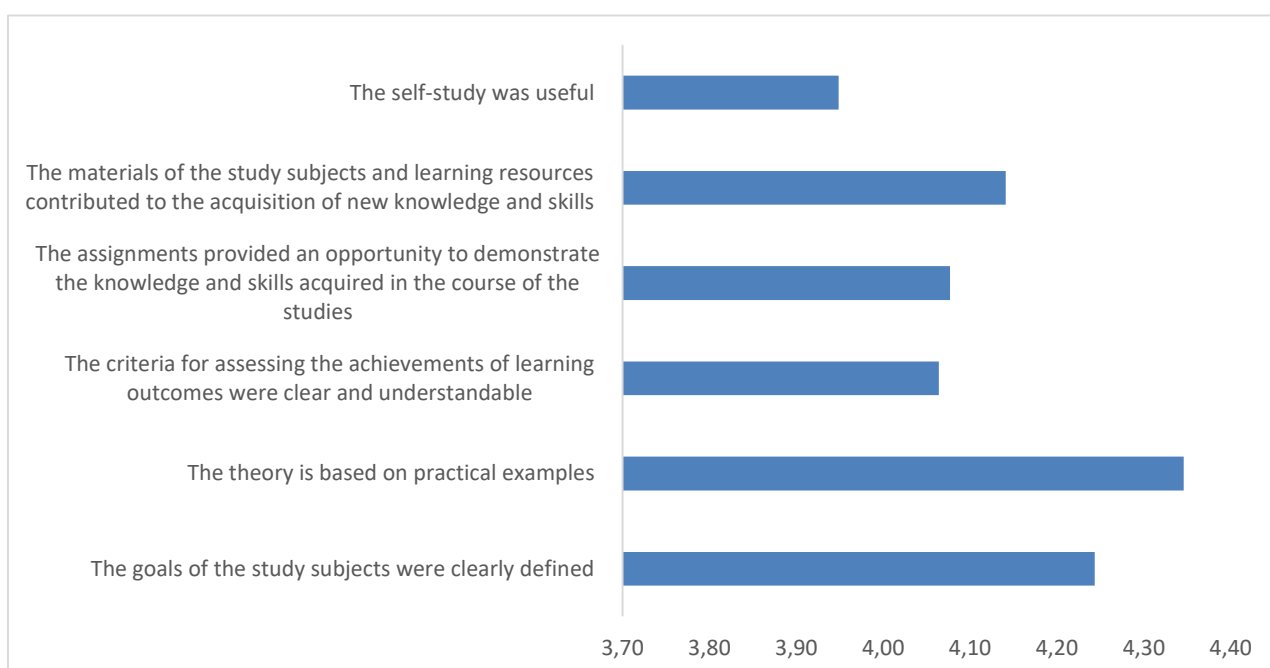 The self-study was useful
The materials of the study subjects and learning resources
contributed to the acquisition of new knowledge and skills
The assignments provided an opportunity to demonstrate
the knowledge and skills acquired in the course of the
studies
The criteria for assessing the achievements of learning
outcomes were clear and understandable
The theory is based on practical examples
The goals of the study subjects were clearly defined
3,70 3,80 3,90 4,00 4,10 4,20 4,30 4,40